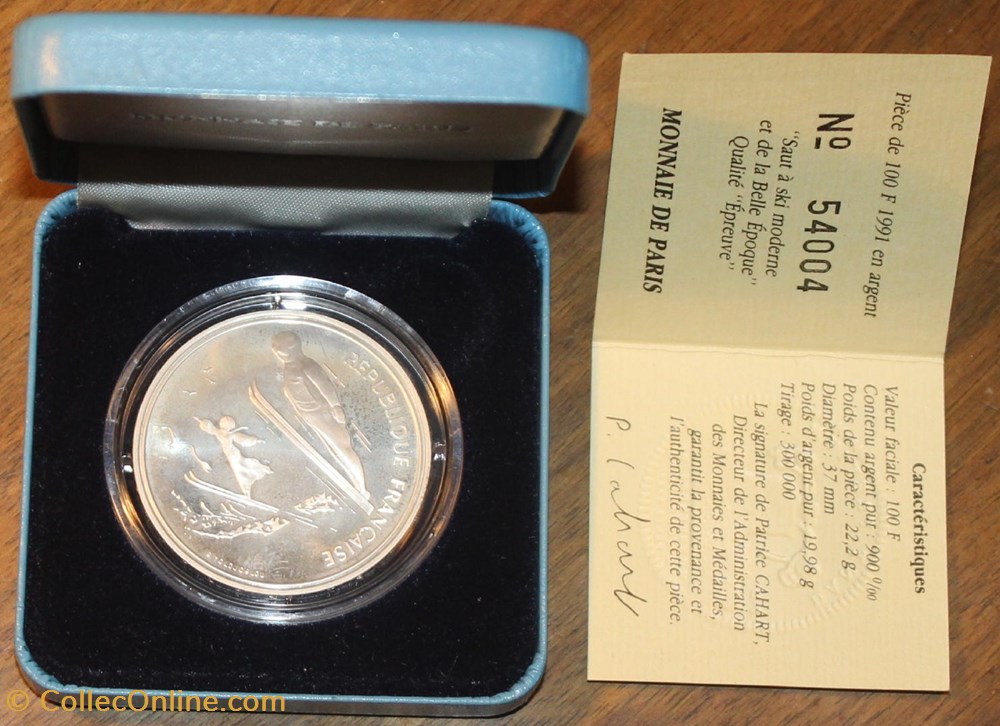 MONNAIE DE PARIS
RÉPUBLIQUE FRANÇAISE
Pièce de 100 F 1991 en argent
Nº 54004
"Saut à ski moderne
et de la Belle Époque"
Qualité "Épreuve"
MONNAIE DE PARIS
Caractéristiques
Valeur faciale : 100 F
Contenu argent pur : 900 ‰
Poids de la pièce : 22,2 g
Diamètre : 37 mm
Poids d'argent pur : 19,98 g
Tirage : 300 000
La signature de Patrice CAHART,
Directeur de l'Administration
des Monnaies et Médailles,
garantit la provenance et
l'authenticité de cette pièce.
P. Cahart
© CollecOnline.com